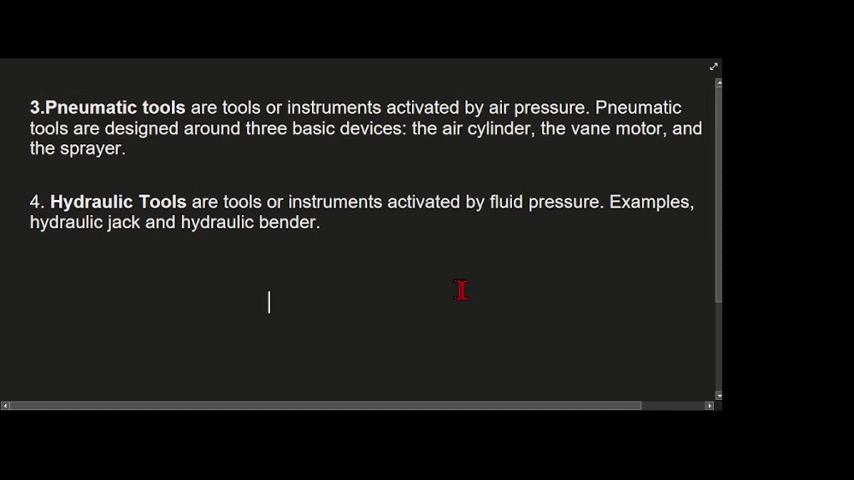 3.Pneumatic tools are tools or instruments activated by air pressure. Pneumatic
tools are designed around three basic devices: the air cylinder, the vane motor, and
the sprayer.
4. Hydraulic Tools are tools or instruments activated by fluid pressure. Examples,
hydraulic jack and hydraulic bender.